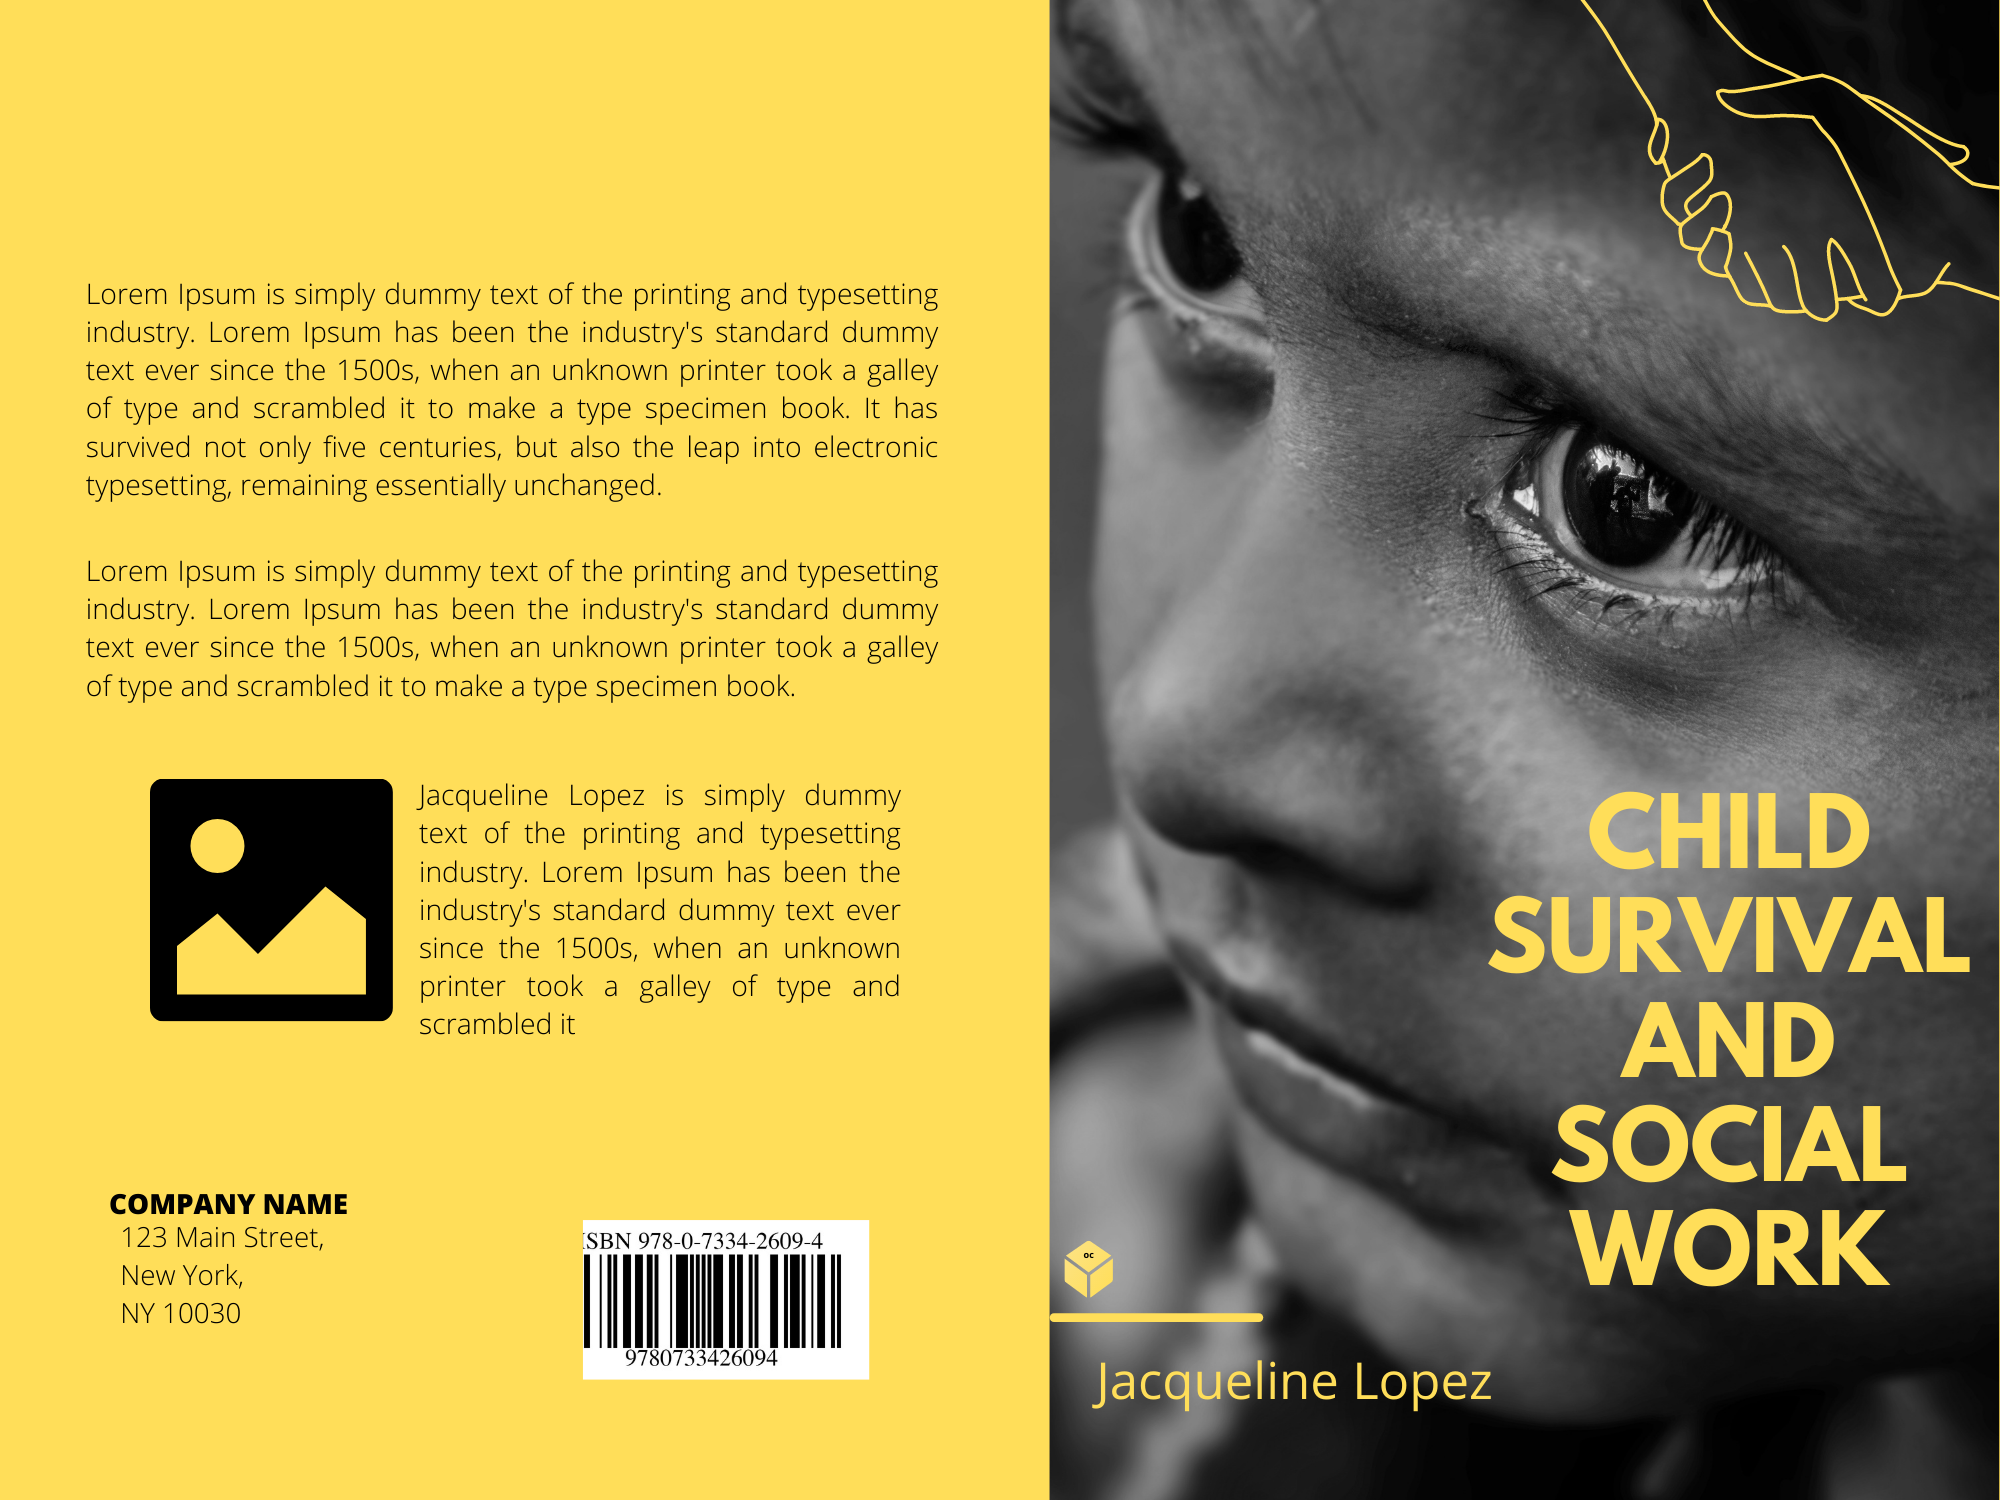 Lorem Ipsum is simply dummy text of the printing and typesetting
industry. Lorem Ipsum has been the industry's standard dummy
text ever since the 1500s, when an unknown printer took a galley
of type and scrambled it to make a type specimen book. It has
survived not only five centuries, but also the leap into electronic
typesetting, remaining essentially unchanged.
Lorem Ipsum is simply dummy text of the printing and typesetting
industry. Lorem Ipsum has been the industry's standard dummy
text ever since the 1500s, when an unknown printer took a galley
of type and scrambled it to make a type specimen book.
Jacqueline Lopez is simply dummy
text of the printing and typesetting
industry. Lorem Ipsum has been the
industry's standard dummy text ever
since the 1500s, when an unknown
printer took a galley of type and
scrambled it
COMPANY NAME
123 Main Street,
New York,
NY 10030
ISBN 978-0-7334-2609-4
9780733426094
CHILD
SURVIVAL
AND
SOCIAL
WORK
OC
Jacqueline Lopez